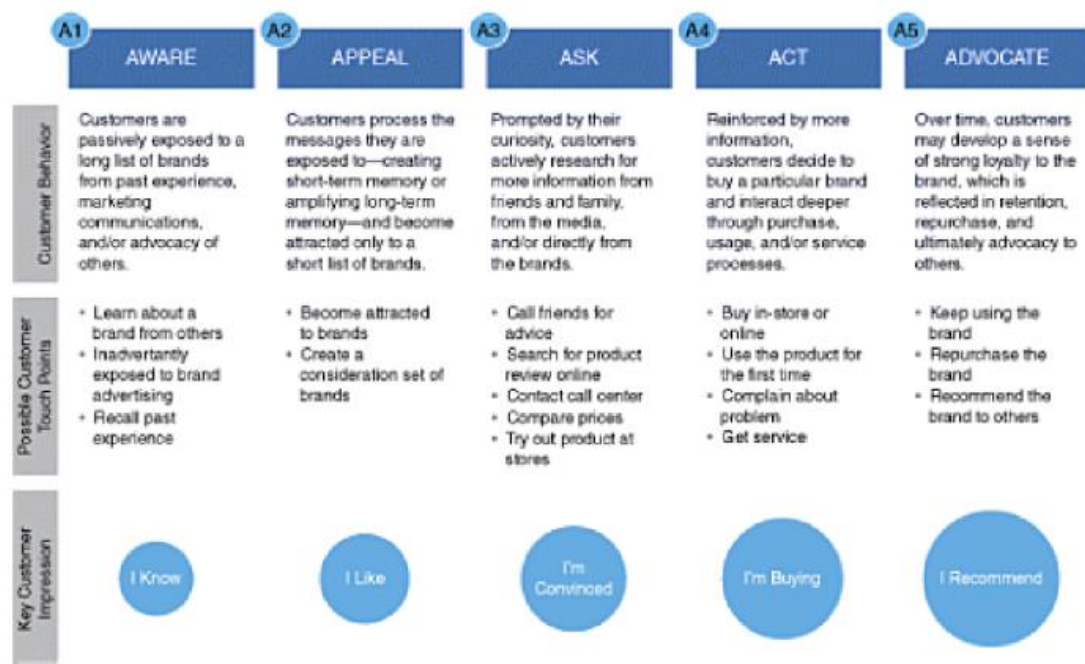 A1
AWARE
A2
APPEAL
A3
ASK
A4
ACT
A5
ADVOCATE
Customer Behavior
Customers are
passively exposed to a
long list of brands
from past experience,
marketing
communications,
and/or advocacy of
others.
Customers process the
messages they are
exposed to—creating
short-term memory or
amplifying long-term
memory—and become
attracted only to a
short list of brands.
Prompted by their
curiosity, customers
actively research for
more information from
friends and family,
from the media,
and/or directly from
the brands.
Reinforced by more
information,
customers decide to
buy a particular brand
and interact deeper
through purchase,
usage, and/or service
processes.
Over time, customers
may develop a sense
of strong loyalty to the
brand, which is
reflected in retention,
repurchase, and
ultimately advocacy to
others.
Possible Customer
Touch Points
• Learn about a
brand from others
• Inadvertently
exposed to brand
advertising
• Recall past
experience
• Become attracted
to brands
• Create a
consideration set of
brands
• Call friends for
advice
• Search for product
review online
• Contact call center
• Compare prices
• Try out product at
stores
• Buy in-store or
online
• Use the product for
the first time
• Complain about
problem
• Get service
• Keep using the
brand
• Repurchase the
brand
• Recommend the
brand to others
Key Customer
Impression
I Know
I Like
I'm
Convinced
I'm Buying
I Recommend